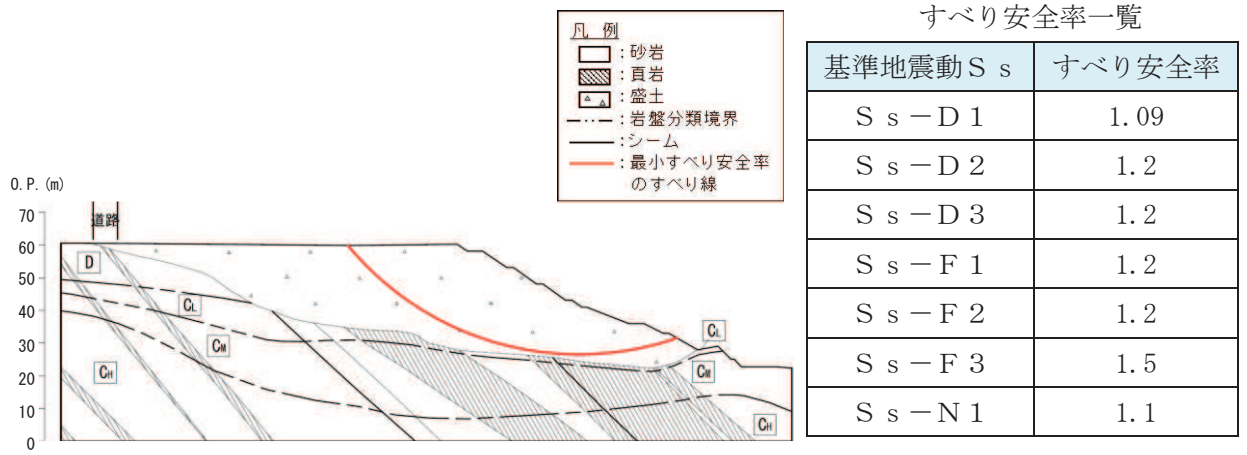 凡 例
:砂岩
:頁岩
:盛土
:岩盤分類境界
:シーム
:最小すべり安全率
のすべり線
O.P.(m)
70
60
50
40
30
20
10
0
道路
D
CL
CM
CH
CL
CM
CH
すべり安全率一覧
基準地震動Ss すべり安全率
Ss-D1 1.09
Ss-D2 1.2
Ss-D3 1.2
Ss-F1 1.2
Ss-F2 1.2
Ss-F3 1.5
Ss-N1 1.1